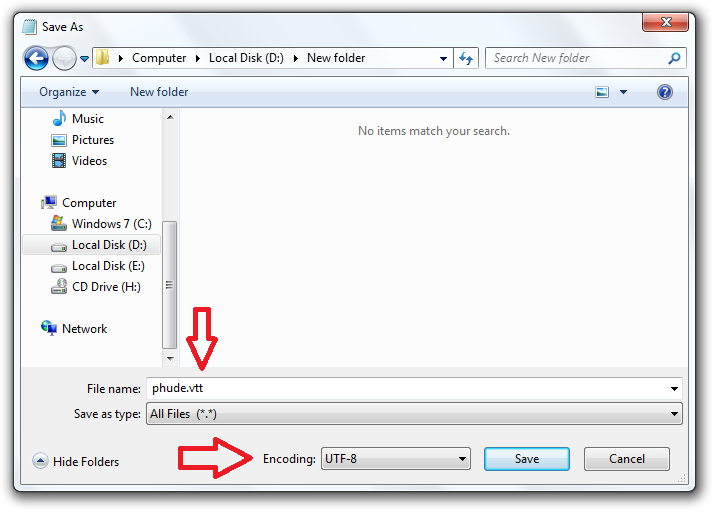 Save As
Computer Local Disk (D:) New folder
Search New folder
Organize New folder
Music
Pictures
Videos
Computer
Windows 7 (C:)
Local Disk (D:)
Local Disk (E:)
CD Drive (H:)
Network
No items match your search.
File name: phude.vtt
Save as type: All Files (*.*)
Hide Folders Encoding: UTF-8 Save Cancel